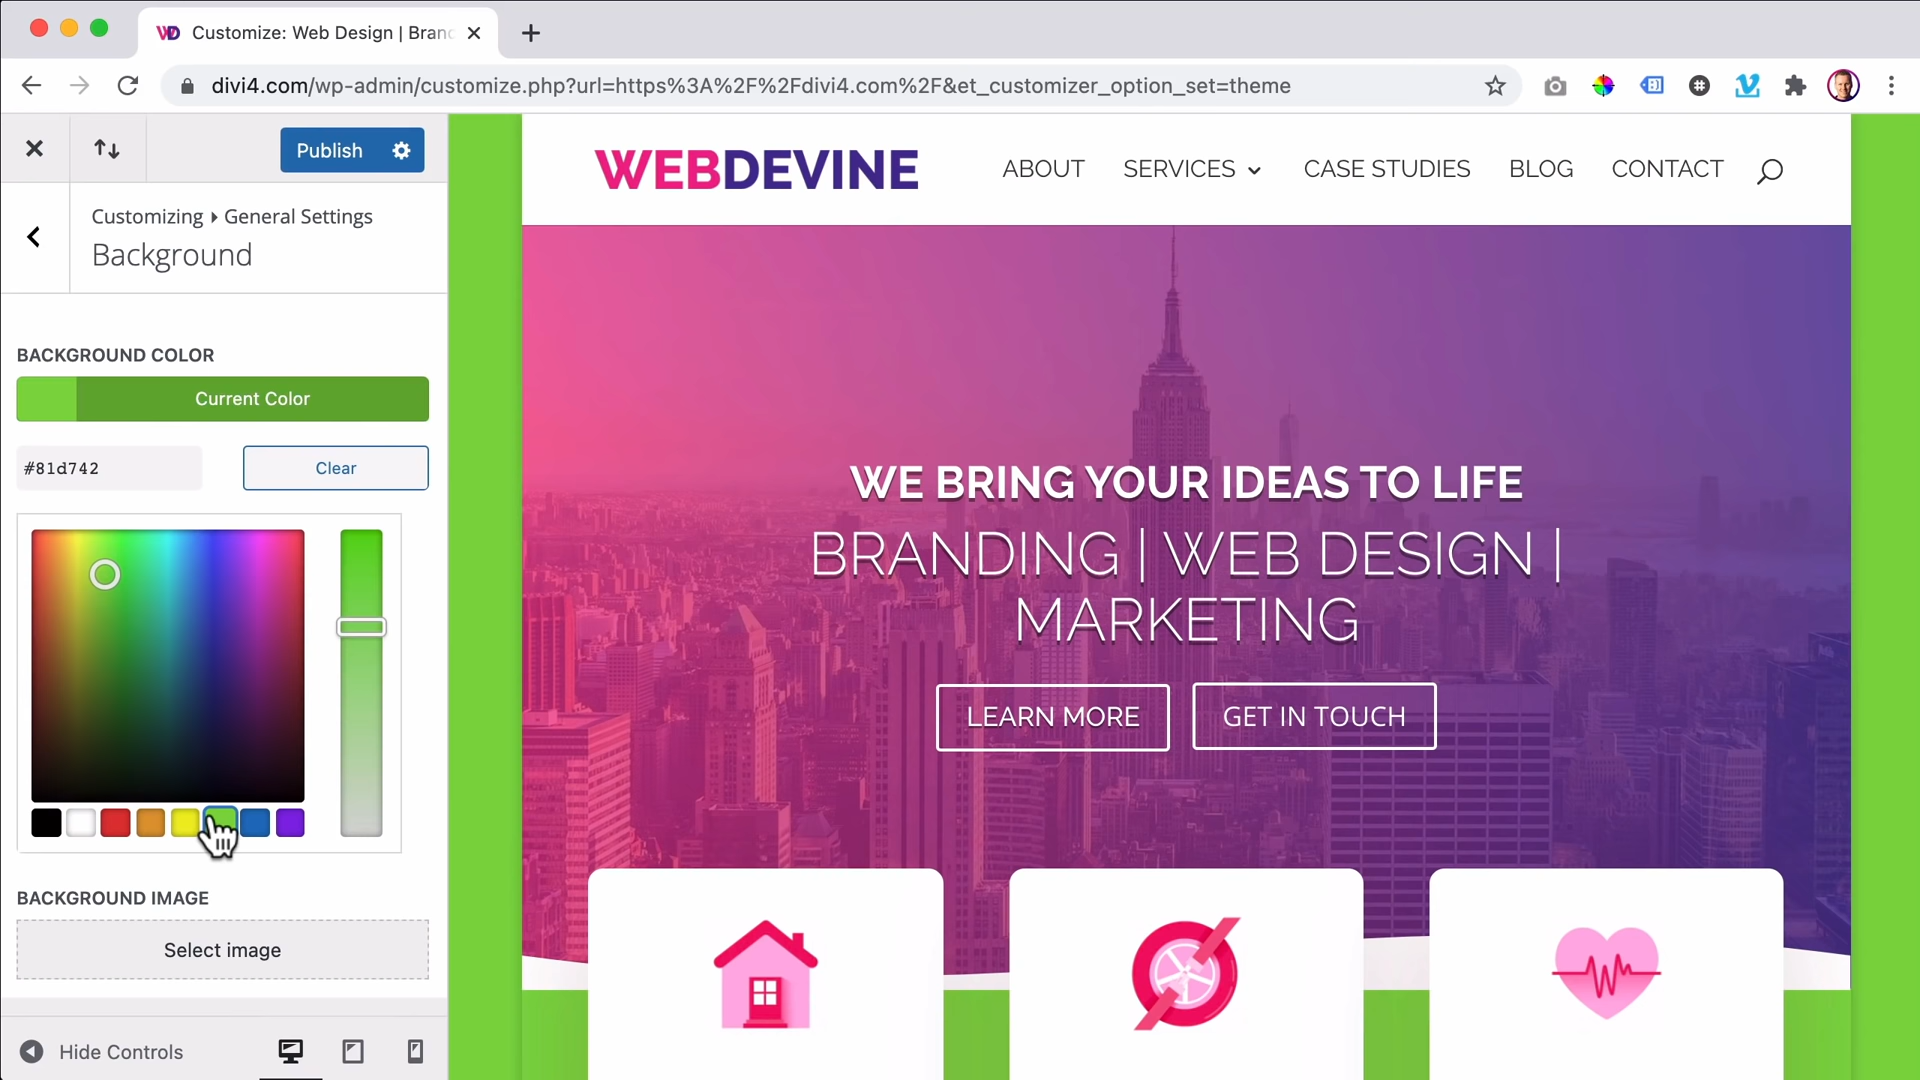 Customize: Web Design | Bran
divi4.com/wp-admin/customize.php?url=https%3A%2F%2Fdivi4.com%2F&et_customizer_option_set=theme
Publish
Customizing ▸ General Settings
Background
BACKGROUND COLOR
Current Color
#81d742
Clear
BACKGROUND IMAGE
Select image
Hide Controls
WEBDEVINE
ABOUT
SERVICES
CASE STUDIES
BLOG
CONTACT
WE BRING YOUR IDEAS TO LIFE
BRANDING | WEB DESIGN |
MARKETING
LEARN MORE
GET IN TOUCH